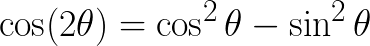 cos(2θ) = cos² θ − sin² θ